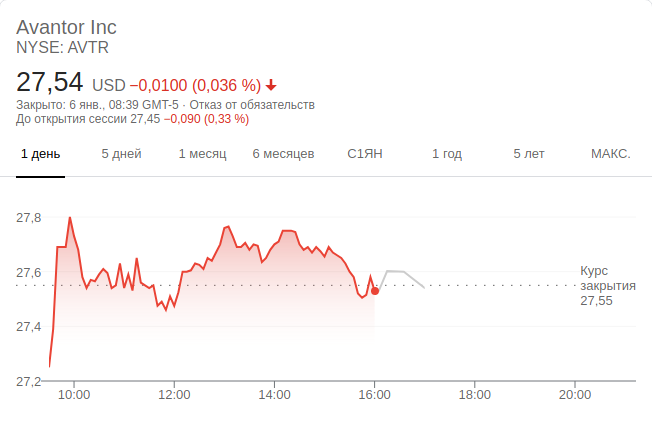 Avantor Inc
NYSE: AVTR
27,54 USD −0,0100 (0,036 %)
Закрыто: 6 янв., 08:39 GMT-5 · Отказ от обязательств
До открытия сессии 27,45 −0,090 (0,33 %)
1 день 5 дней 1 месяц 6 месяцев С1ЯН 1 год 5 лет МАКС.
27,8
27,6
27,4
27,2
Курс
закрытия
27,55
10:00 12:00 14:00 16:00 18:00 20:00